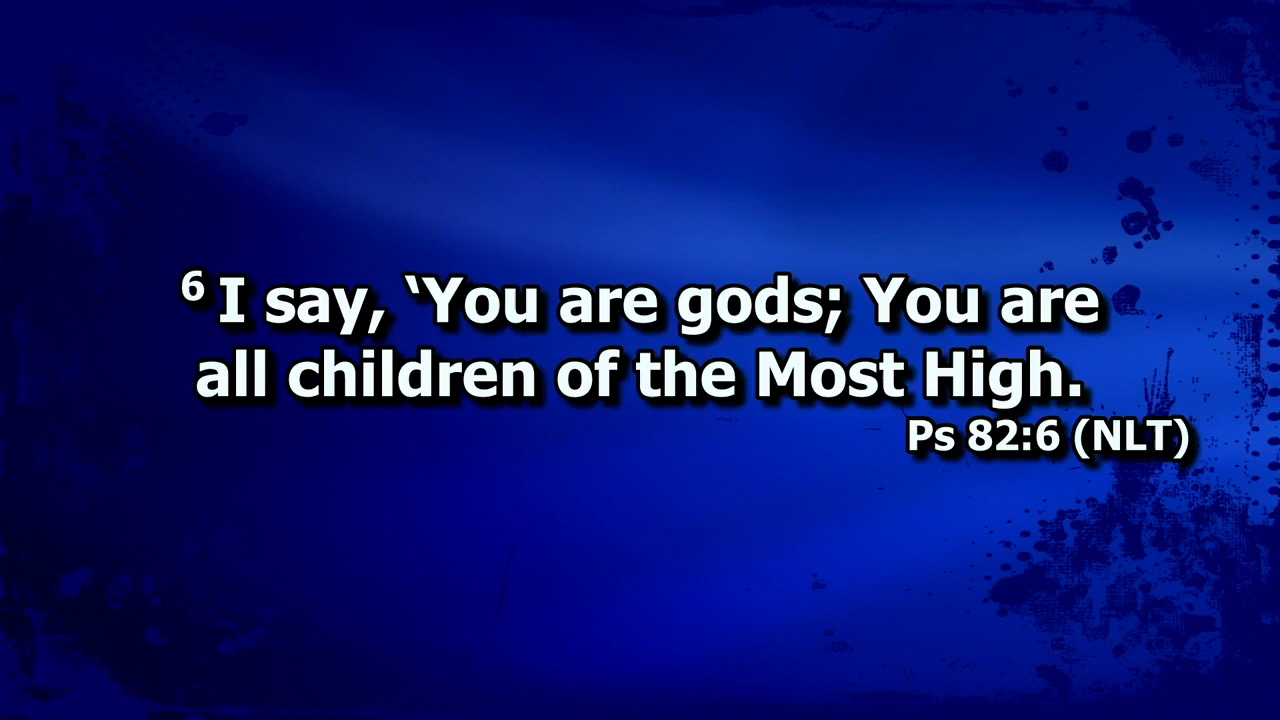 6 I say, ‘You are gods; You are
all children of the Most High.
Ps 82:6 (NLT)